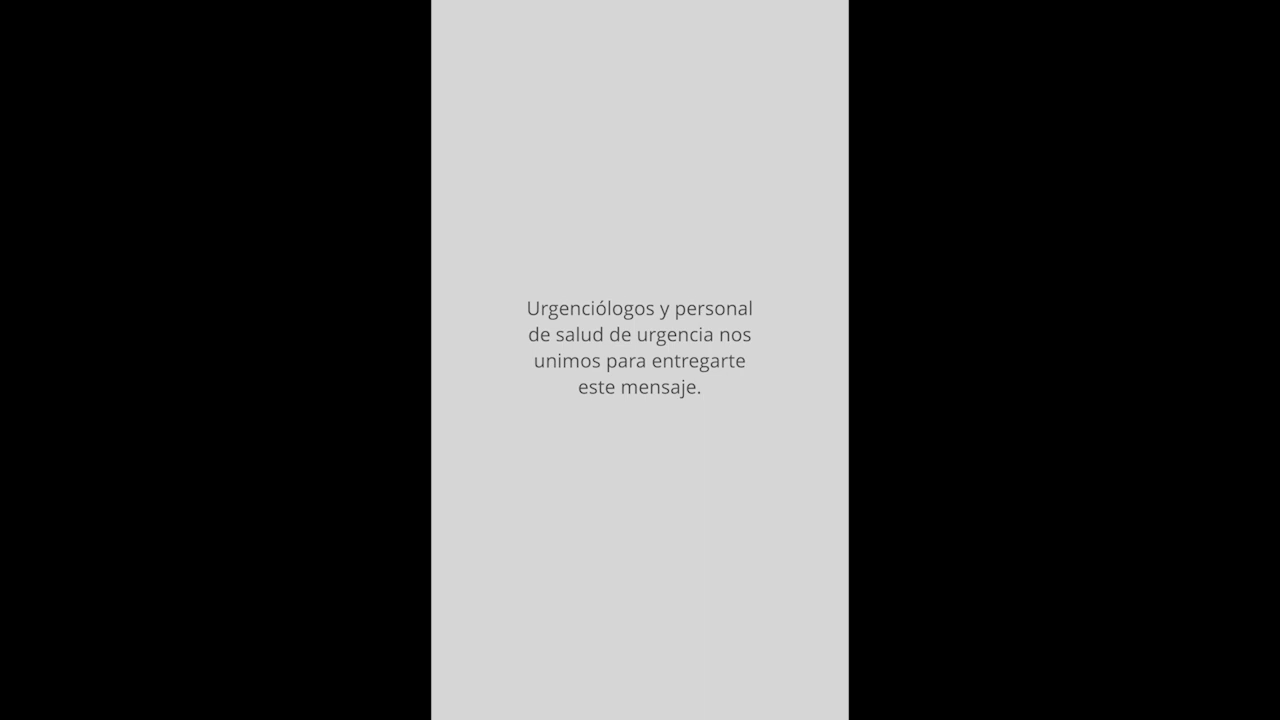 Urgenciólogos y personal
de salud de urgencia nos
unimos para entregarte
este mensaje.